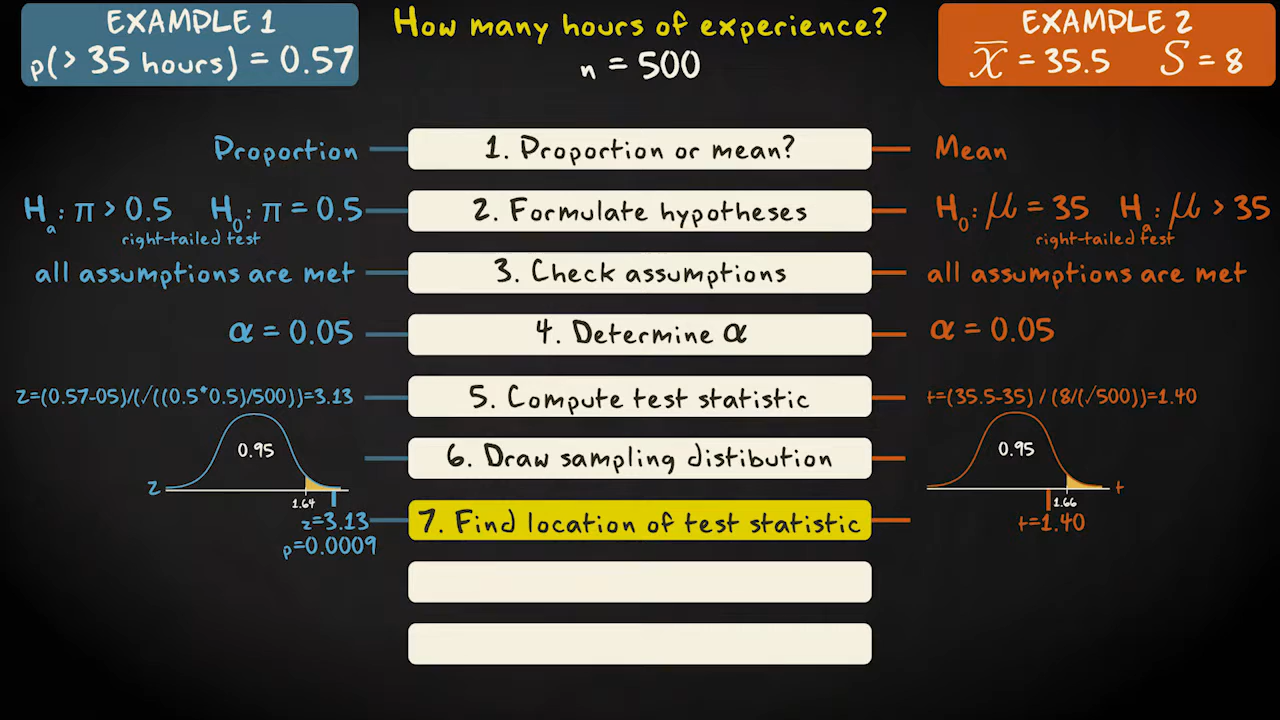 EXAMPLE 1
p(> 35 hours) = 0.57
How many hours of experience?
n = 500
EXAMPLE 2
x̅ = 35.5 S = 8
Proportion
1. Proportion or mean?
Mean
Hₐ: π > 0.5 H₀: π = 0.5
right-tailed test
2. Formulate hypotheses
H₀: μ = 35 Hₐ: μ > 35
right-tailed test
all assumptions are met
3. Check assumptions
all assumptions are met
α = 0.05
4. Determine α
α = 0.05
z=(0.57-05)/(√((0.5*0.5)/500))=3.13
5. Compute test statistic
t=(35.5-35) / (8/(√500))=1.40
0.95
z
1.64
6. Draw sampling distibution
0.95
t
1.66
z=3.13
p=0.0009
7. Find location of test statistic
t=1.40